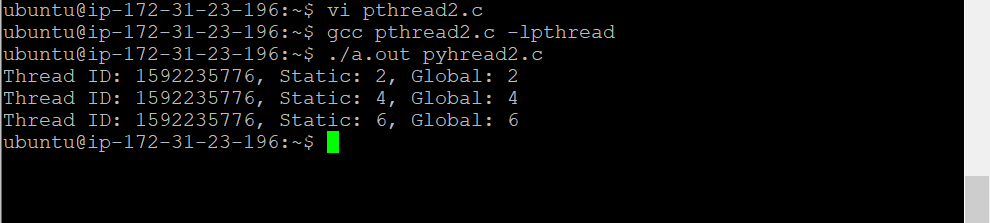 ubuntu@ip-172-31-23-196:~$ vi pthread2.c
ubuntu@ip-172-31-23-196:~$ gcc pthread2.c -lpthread
ubuntu@ip-172-31-23-196:~$ ./a.out pyhread2.c
Thread ID: 1592235776, Static: 2, Global: 2
Thread ID: 1592235776, Static: 4, Global: 4
Thread ID: 1592235776, Static: 6, Global: 6
ubuntu@ip-172-31-23-196:~$